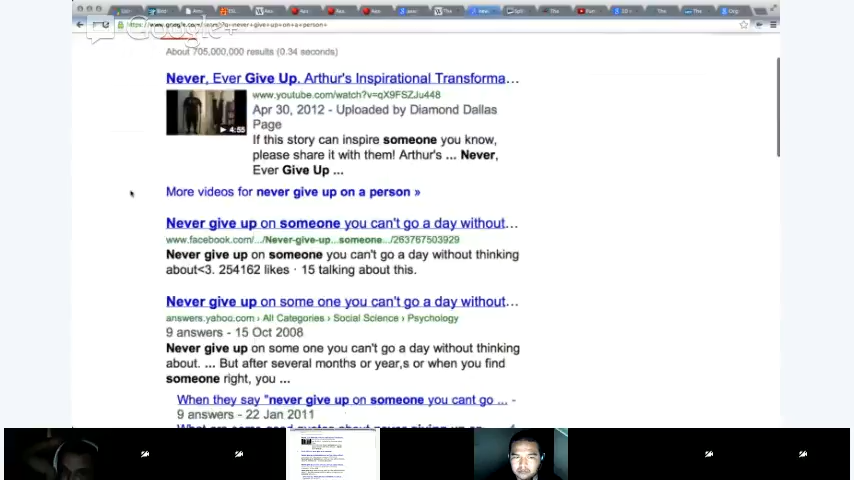 Google+
About 705,000,000 results (0.34 seconds)
Never, Ever Give Up. Arthur's Inspirational Transforma...
www.youtube.com/watch?v=qX9FSZJu448
Apr 30, 2012 - Uploaded by Diamond Dallas
Page
4:55
If this story can inspire someone you know,
please share it with them! Arthur's ... Never,
Ever Give Up ...
More videos for never give up on a person »
Never give up on someone you can't go a day without...
www.facebook.com/.../Never-give-up...someone.../263767503929
Never give up on someone you can't go a day without thinking
about<3. 254162 likes · 15 talking about this.
Never give up on some one you can't go a day without...
answers.yahoo.com › All Categories › Social Science › Psychology
9 answers - 15 Oct 2008
Never give up on some one you can't go a day without thinking
about. ... But after several months or year,s or when you find
someone right, you ...
When they say "never give up on someone you cant go ... -
9 answers - 22 Jan 2011